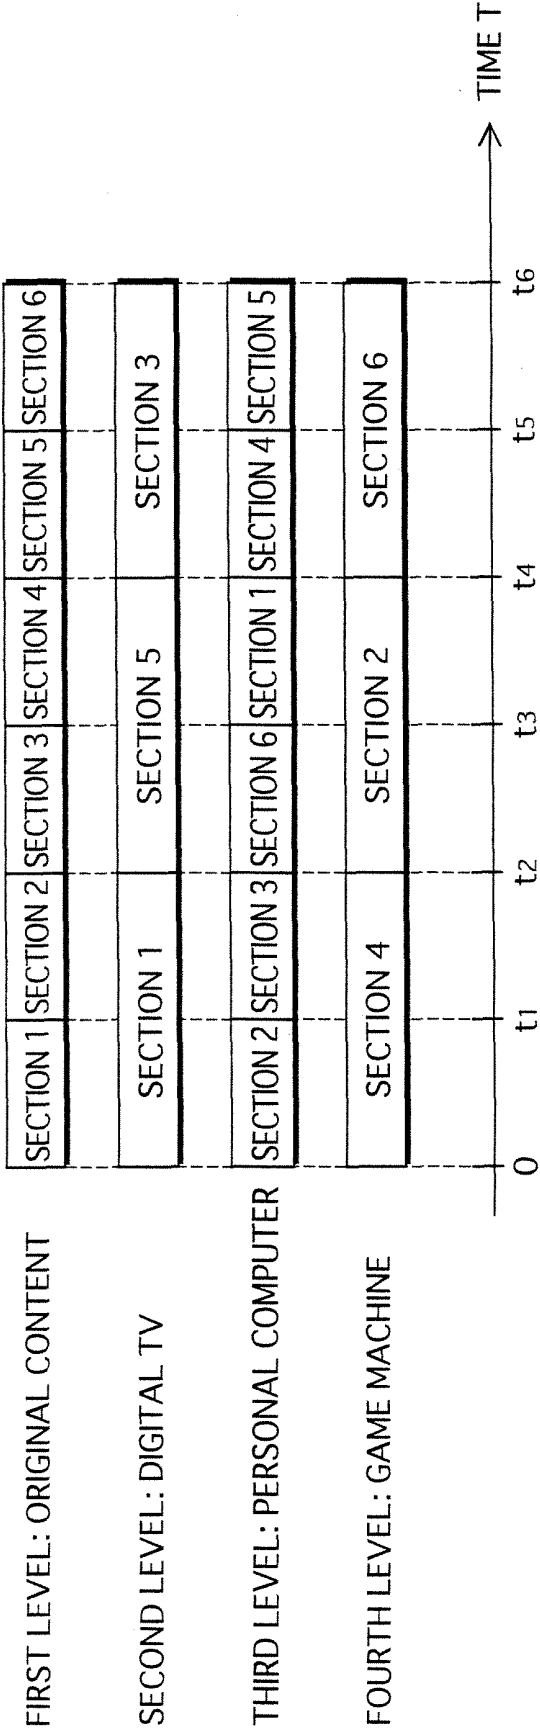 FIRST LEVEL: ORIGINAL CONTENT
SECTION 1 SECTION 2 SECTION 3 SECTION 4 SECTION 5 SECTION 6
SECOND LEVEL: DIGITAL TV
SECTION 1 SECTION 5 SECTION 3
THIRD LEVEL: PERSONAL COMPUTER
SECTION 2 SECTION 3 SECTION 6 SECTION 1 SECTION 4 SECTION 5
FOURTH LEVEL: GAME MACHINE
SECTION 4 SECTION 2 SECTION 6
0 t1 t2 t3 t4 t5 t6
TIME T